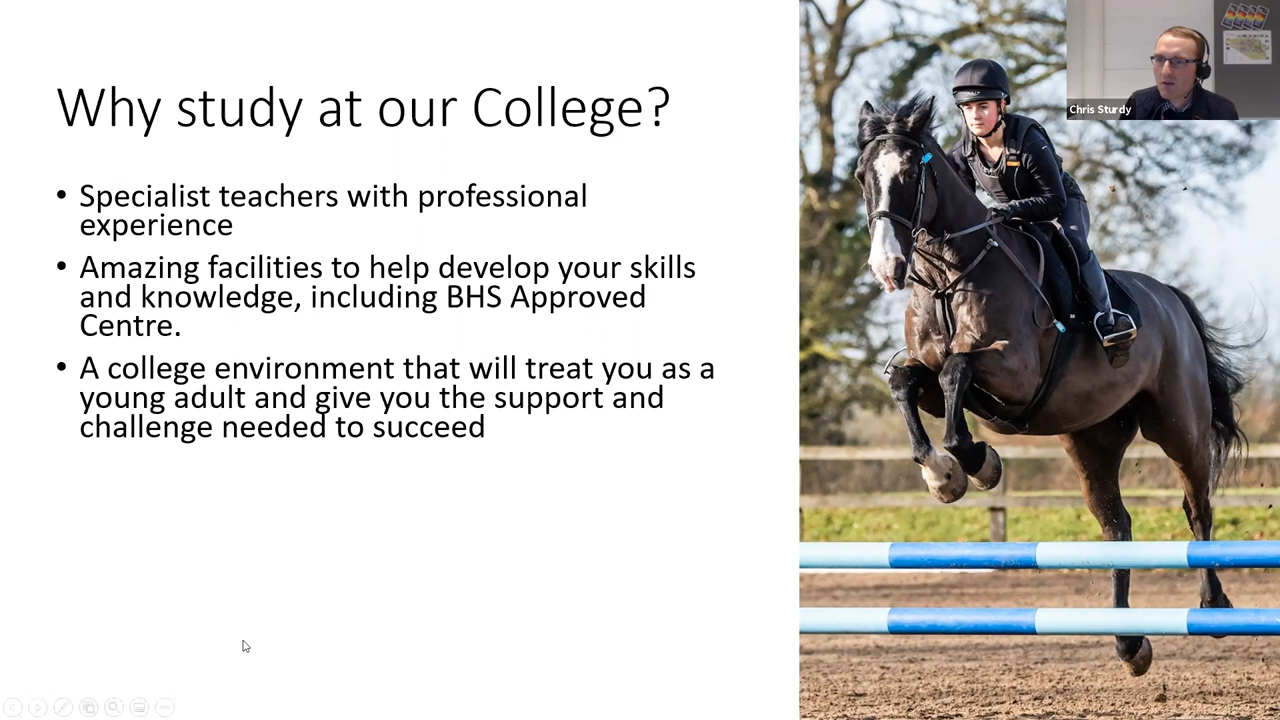 Why study at our College?
• Specialist teachers with professional
experience
• Amazing facilities to help develop your skills
and knowledge, including BHS Approved
Centre.
• A college environment that will treat you as a
young adult and give you the support and
challenge needed to succeed
Chris Sturdy